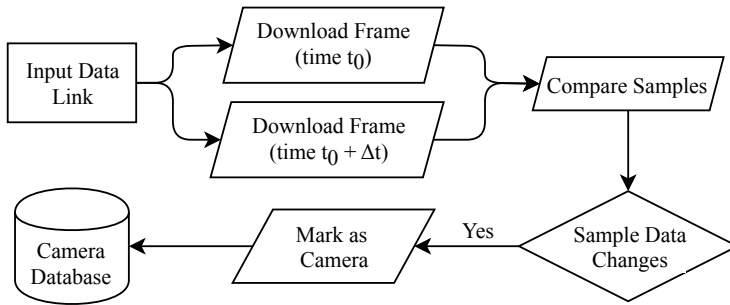 Input Data
Link
Download Frame
(time t0)
Download Frame
(time t0 + Δt)
Compare Samples
Sample Data
Changes
Yes
Mark as
Camera
Camera
Database